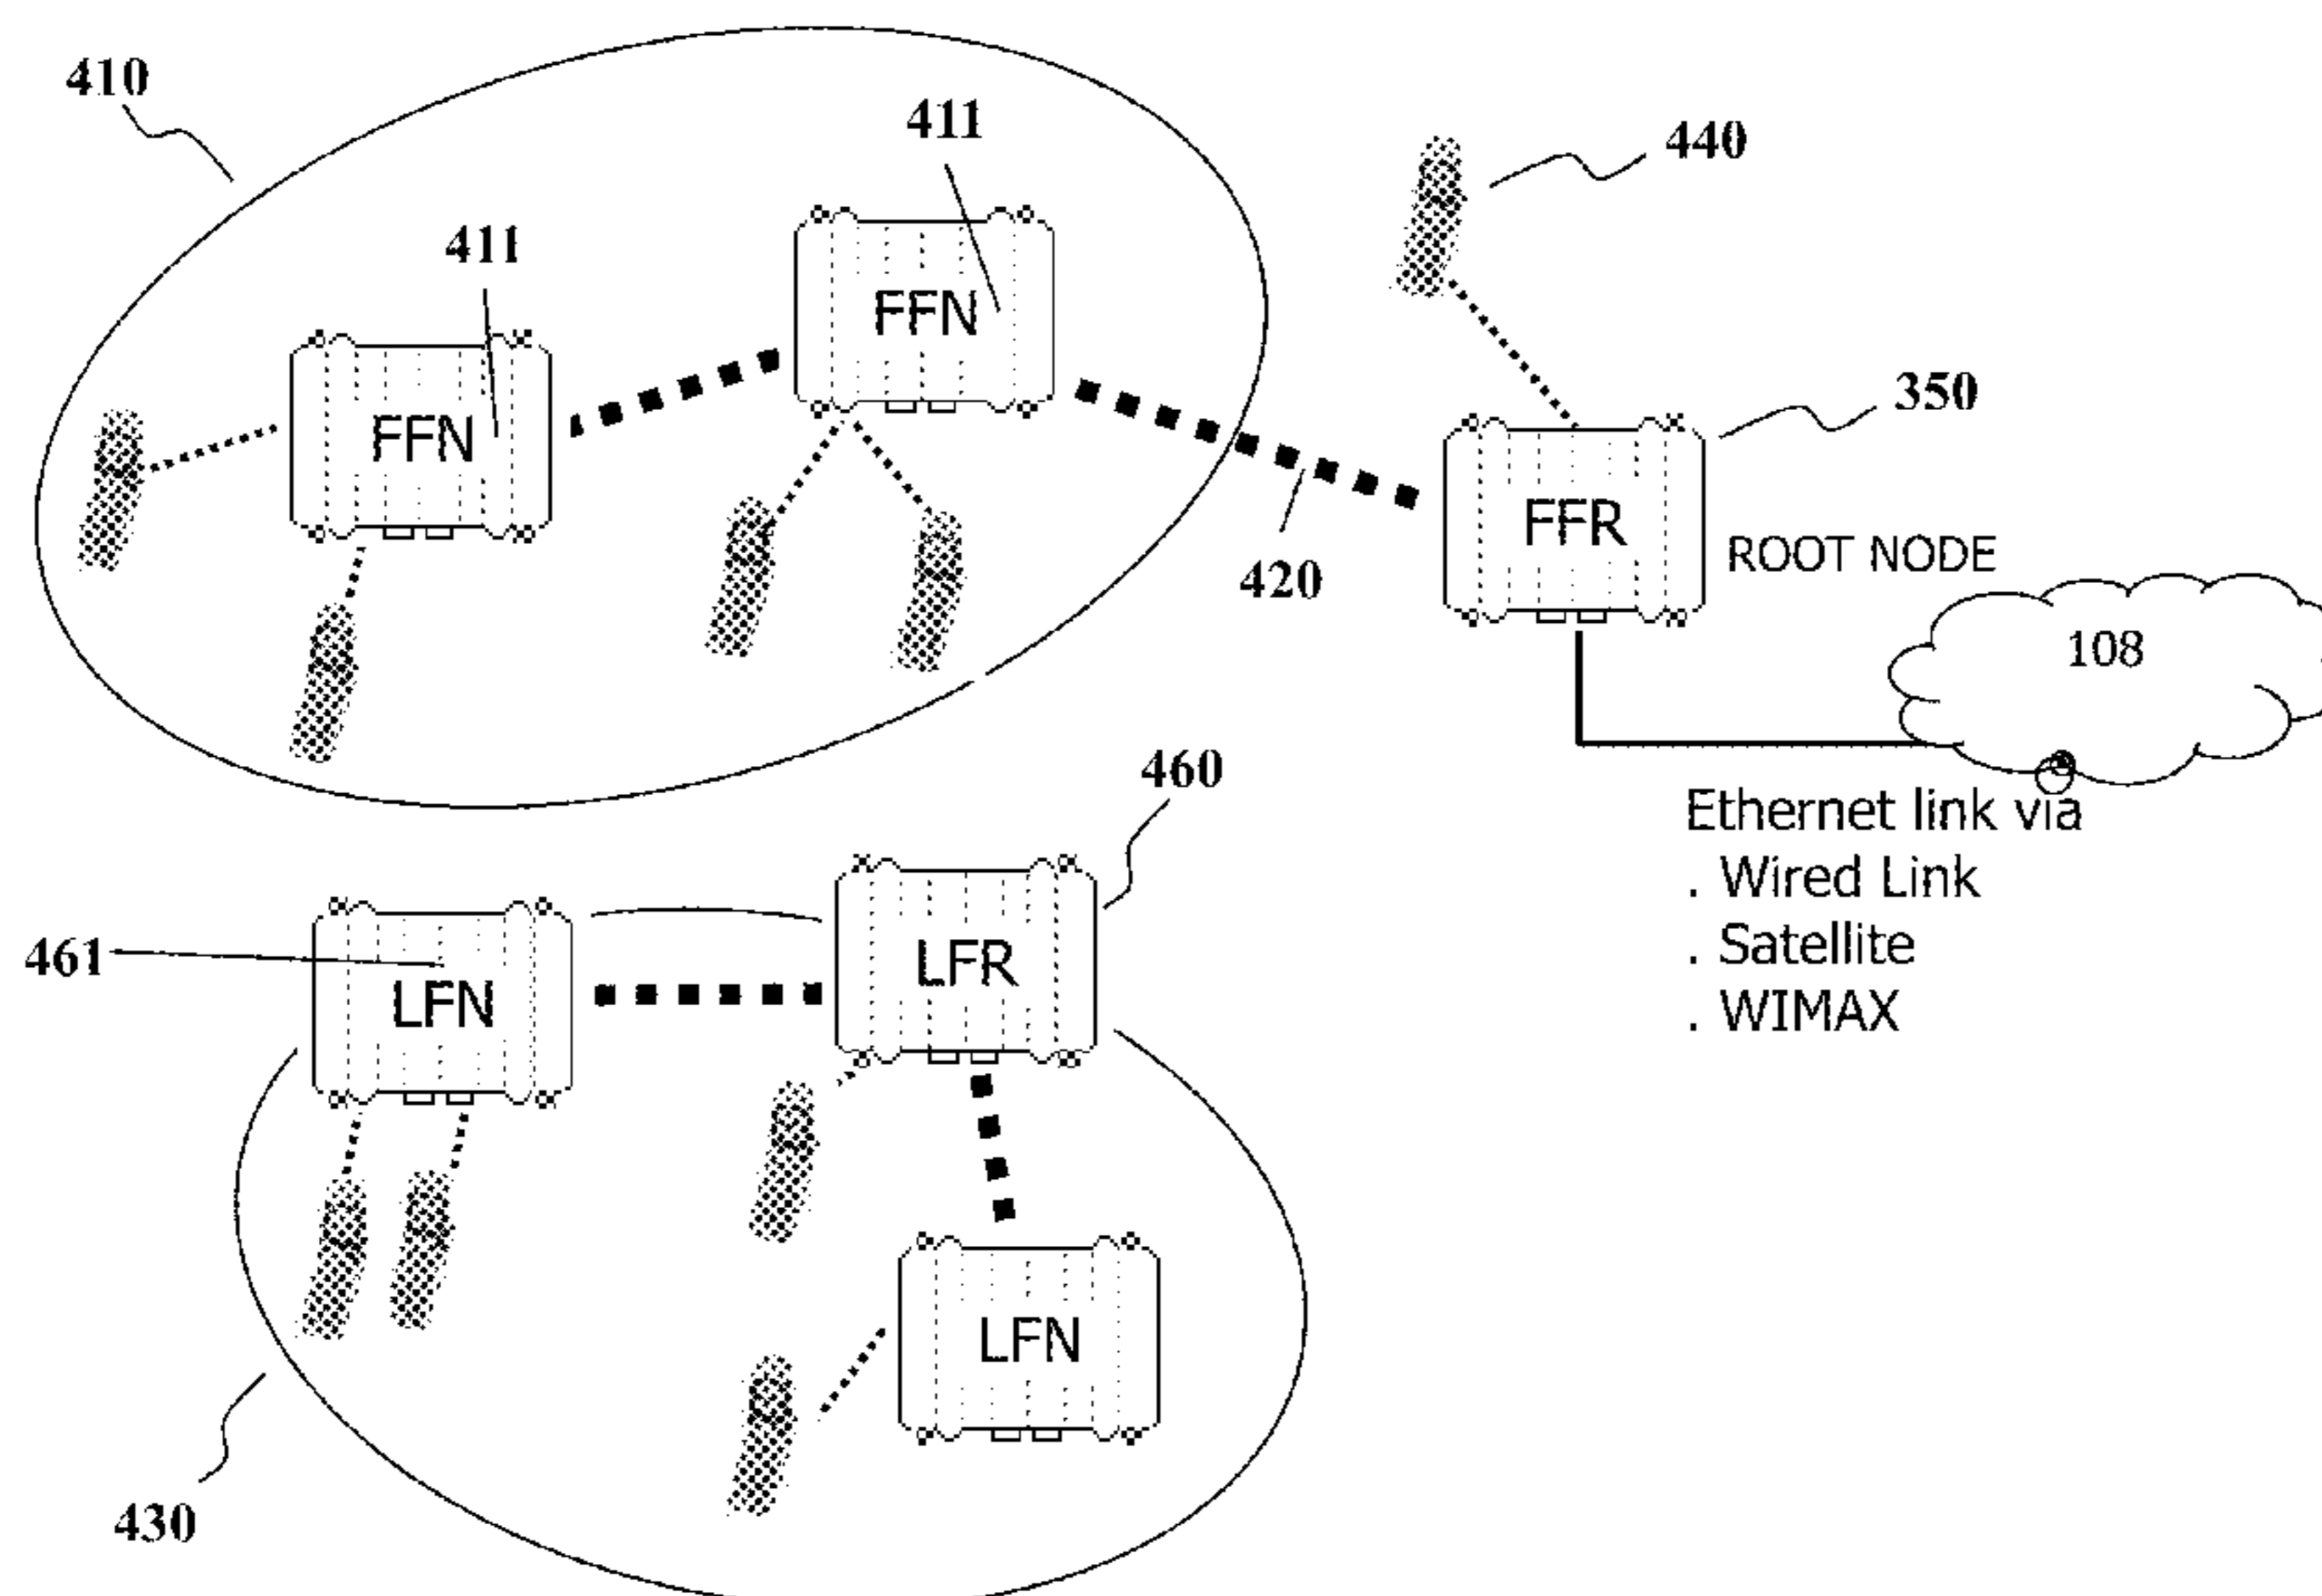 410
411
440
411
FFN
350
FFN
FFR
ROOT NODE
420
108
460
Ethernet link via
. Wired Link
. Satellite
. WIMAX
461
LFR
LFN
LFN
430